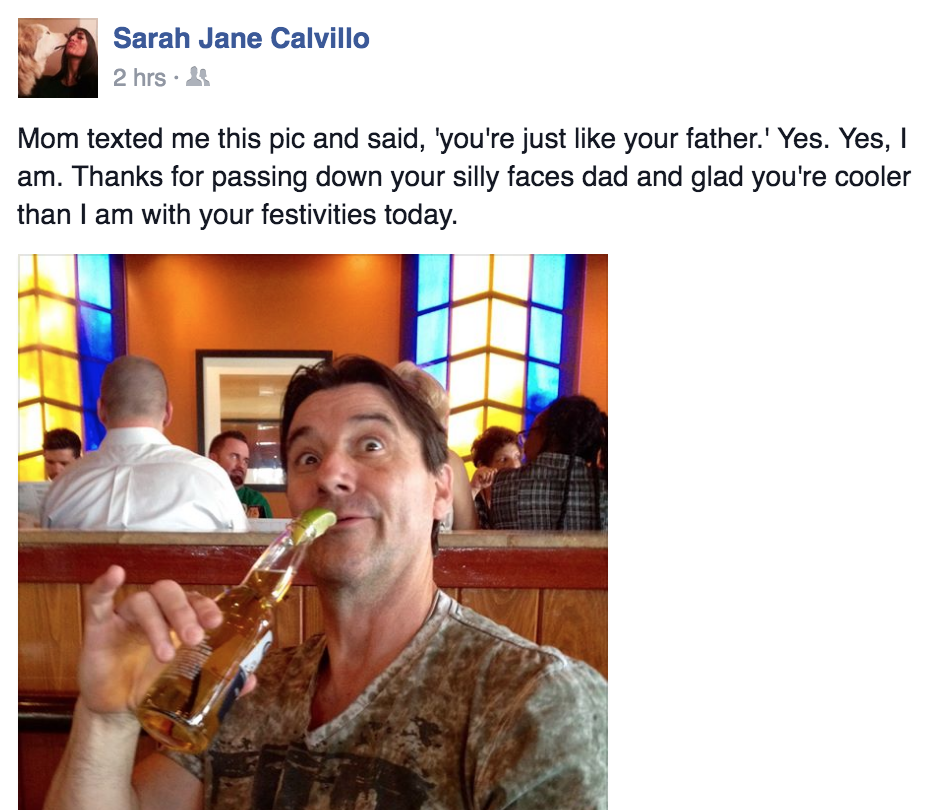 Sarah Jane Calvillo
2 hrs ·
Mom texted me this pic and said, 'you're just like your father.' Yes. Yes, I
am. Thanks for passing down your silly faces dad and glad you're cooler
than I am with your festivities today.